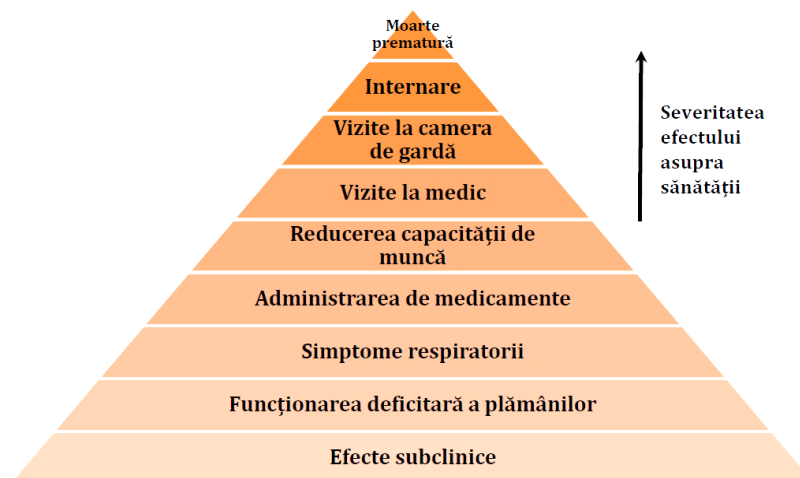 Moarte
prematură
Internare
Vizite la camera
de gardă
Vizite la medic
Reducerea capacității de
muncă
Administrarea de medicamente
Simptome respiratorii
Funcționarea deficitară a plămânilor
Efecte subclinice
Severitatea
efectului
asupra
sănătății